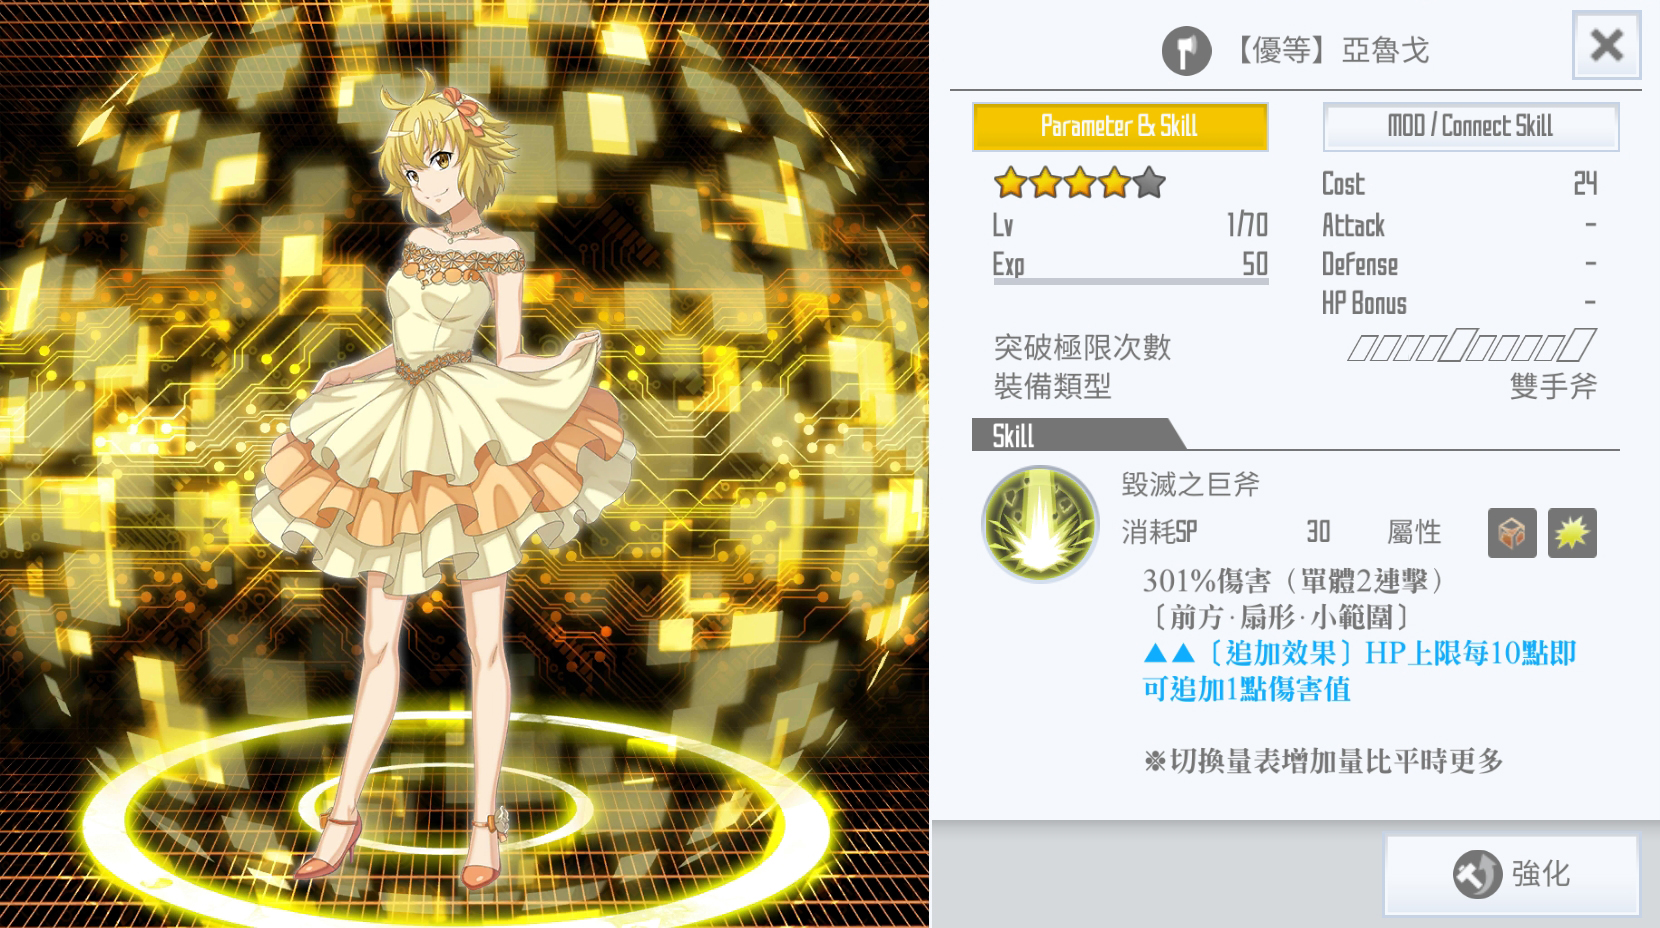 【優等】亞魯戈
Parameter & Skill
MOD / Connect Skill
Lv 1/70
Exp 50
Cost 24
Attack -
Defense -
HP Bonus -
突破極限次數
裝備類型 雙手斧
Skill
毀滅之巨斧
消耗SP 30 屬性
301%傷害（單體2連擊）
〔前方·扇形·小範圍〕
▲▲〔追加效果〕HP上限每10點即
可追加1點傷害值
※切換量表增加量比平時更多
強化